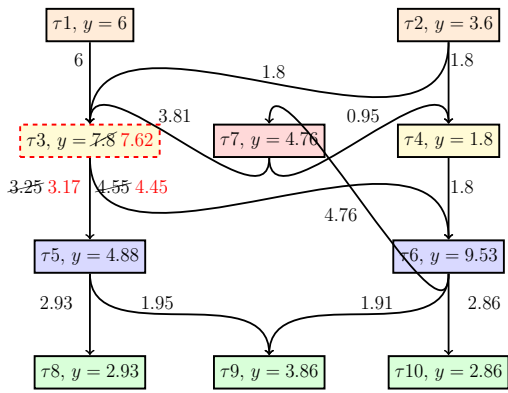 τ1, y = 6
τ2, y = 3.6
6
1.8
1.8
3.81
0.95
τ3, y = 7.8 7.62
τ7, y = 4.76
τ4, y = 1.8
3.25 3.17
4.55 4.45
1.8
4.76
τ5, y = 4.88
τ6, y = 9.53
2.93
1.95
1.91
2.86
τ8, y = 2.93
τ9, y = 3.86
τ10, y = 2.86